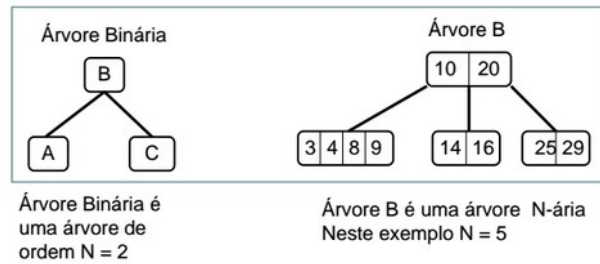 Árvore Binária
B
A
C
Árvore B
10 20
3 4 8 9
14 16
25 29
Árvore Binária é
uma árvore de
ordem N = 2
Árvore B é uma árvore N-ária
Neste exemplo N = 5